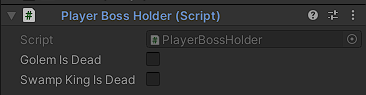 Player Boss Holder (Script)
Script PlayerBossHolder
Golem Is Dead
Swamp King Is Dead